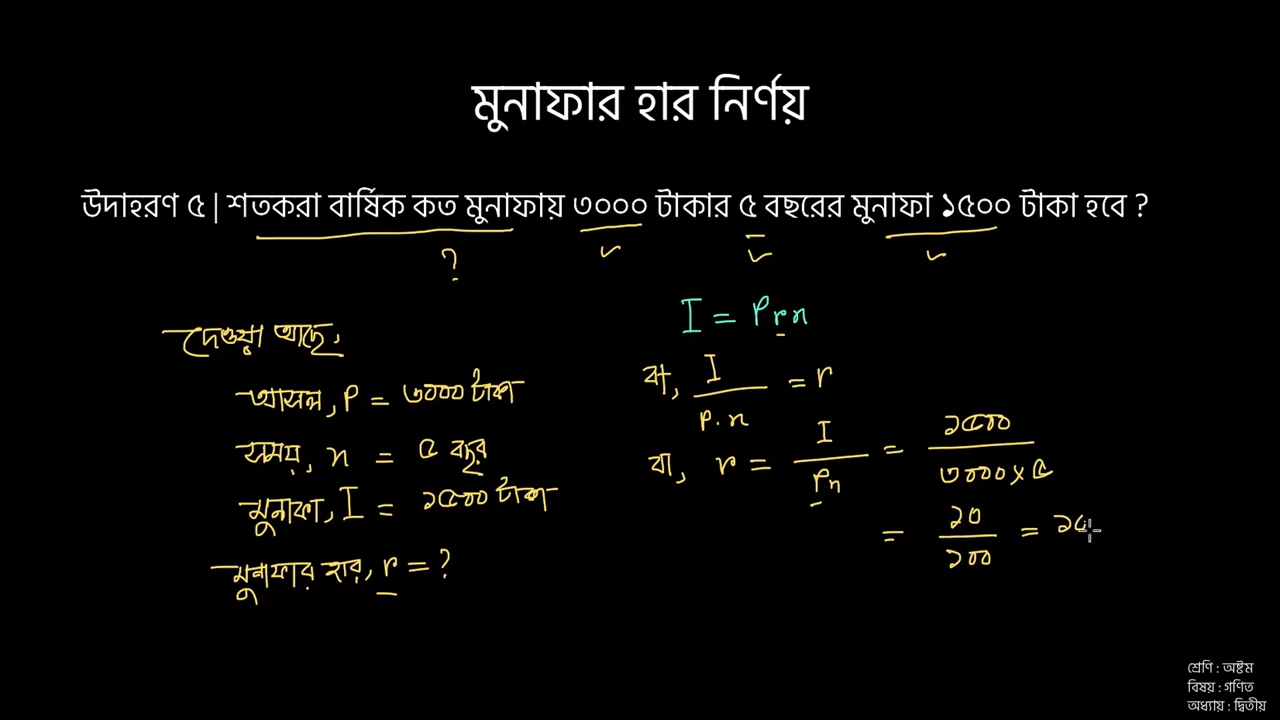 মুনাফার হার নির্ণয়
উদাহরণ ৫ | শতকরা বার্ষিক কত মুনাফায় ৩০০০ টাকার ৫ বছরের মুনাফা ১৫০০ টাকা হবে ?
?
দেওয়া আছে,
আসল, P = ৩০০০ টাকা
সময়, n = ৫ বছর
মুনাফা, I = ১৫০০ টাকা
মুনাফার হার, r = ?
I = Prn
বা, I / P.n = r
বা, r = I / Pn = ১৫০০ / ৩০০০ × ৫
= ১০ / ১০০ = ১০
শ্রেণি : অষ্টম
বিষয় : গণিত
অধ্যায় : দ্বিতীয়